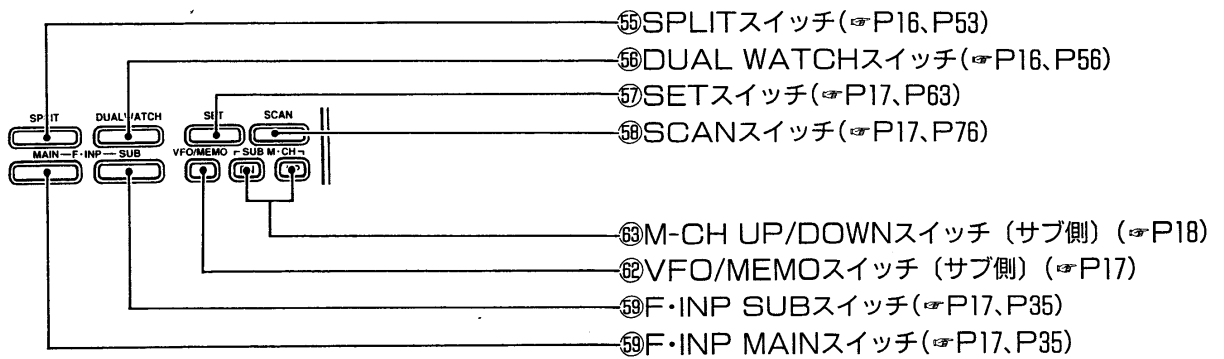 ㊺SPLITスイッチ(☞P16、P53)
㊻DUAL WATCHスイッチ(☞P16、P56)
㊼SETスイッチ(☞P17、P63)
㊽SCANスイッチ(☞P17、P76)
SPLIT DUAL WATCH SET SCAN
MAIN—F・INP—SUB VFO/MEMO ┌SUB M・CH┐
63M-CH UP/DOWNスイッチ〔サブ側〕(☞P18)
62VFO/MEMOスイッチ〔サブ側〕(☞P17)
59F・INP SUBスイッチ(☞P17、P35)
59F・INP MAINスイッチ(☞P17、P35)